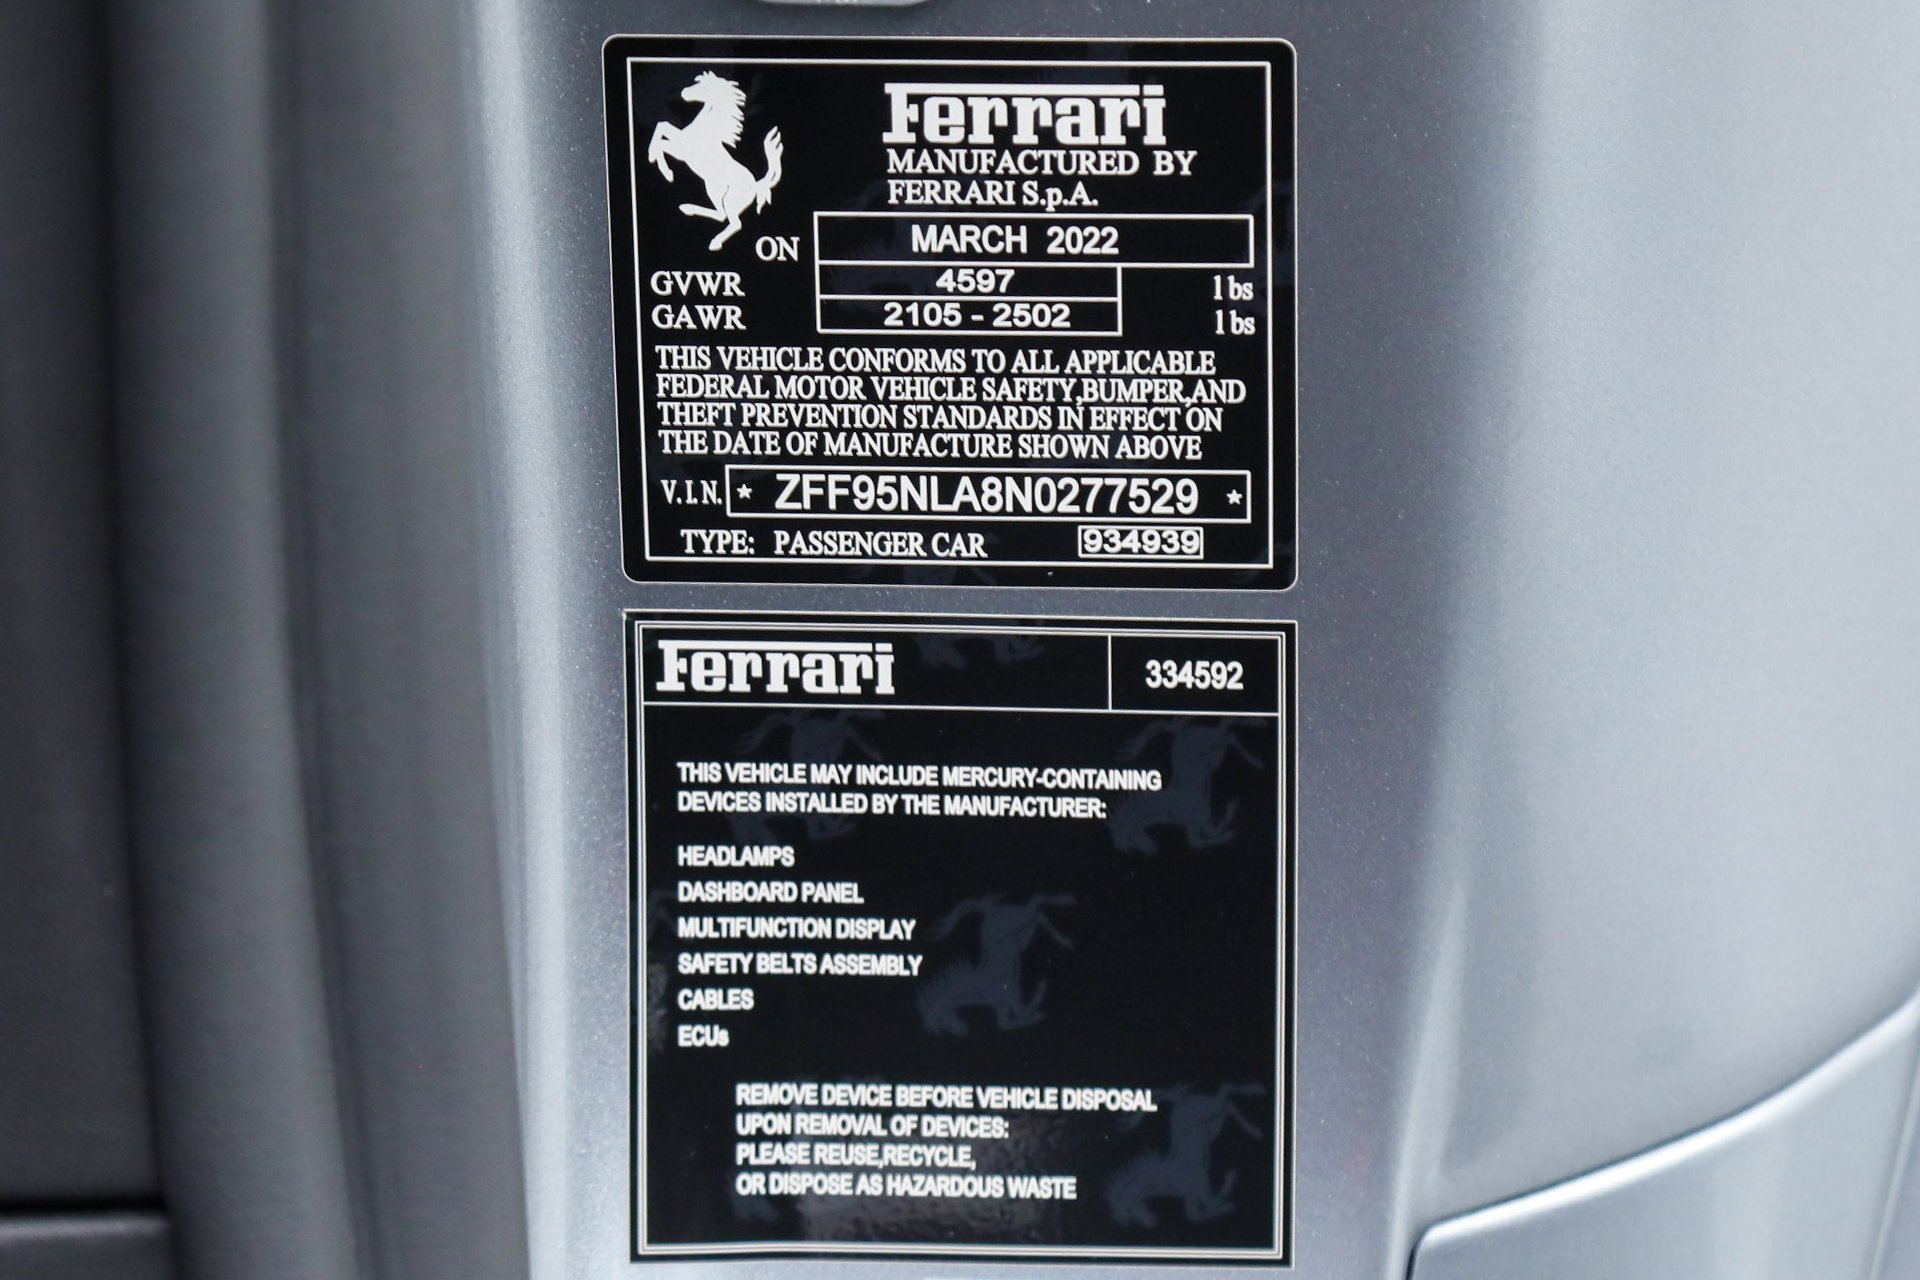 Ferrari
MANUFACTURED BY
FERRARI S.p.A.
ON MARCH 2022
GVWR 4597 lbs
GAWR 2105 - 2502 lbs
THIS VEHICLE CONFORMS TO ALL APPLICABLE
FEDERAL MOTOR VEHICLE SAFETY,BUMPER,AND
THEFT PREVENTION STANDARDS IN EFFECT ON
THE DATE OF MANUFACTURE SHOWN ABOVE
V.I.N. * ZFF95NLA8N0277529 *
TYPE: PASSENGER CAR 934939
Ferrari 334592
THIS VEHICLE MAY INCLUDE MERCURY-CONTAINING
DEVICES INSTALLED BY THE MANUFACTURER:
HEADLAMPS
DASHBOARD PANEL
MULTIFUNCTION DISPLAY
SAFETY BELTS ASSEMBLY
CABLES
ECUs
REMOVE DEVICE BEFORE VEHICLE DISPOSAL
UPON REMOVAL OF DEVICES:
PLEASE REUSE,RECYCLE,
OR DISPOSE AS HAZARDOUS WASTE